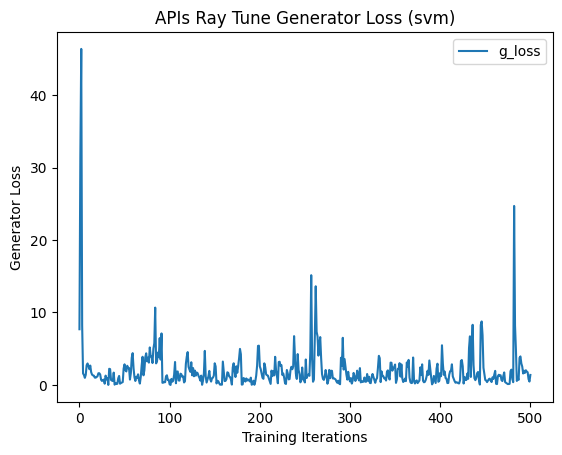 APIs Ray Tune Generator Loss (svm)
g_loss
Generator Loss
40
30
20
10
0
0 100 200 300 400 500
Training Iterations